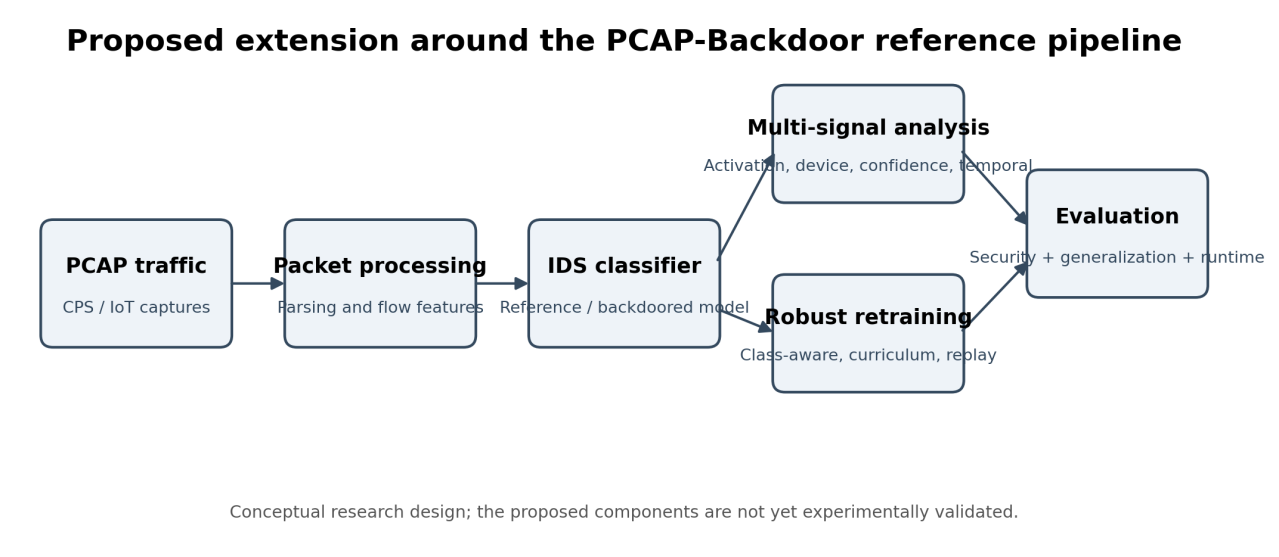 Proposed extension around the PCAP-Backdoor reference pipeline
PCAP traffic
CPS / IoT captures
Packet processing
Parsing and flow features
IDS classifier
Reference / backdoored model
Multi-signal analysis
Activation, device, confidence, temporal
Robust retraining
Class-aware, curriculum, replay
Evaluation
Security + generalization + runtime
Conceptual research design; the proposed components are not yet experimentally validated.